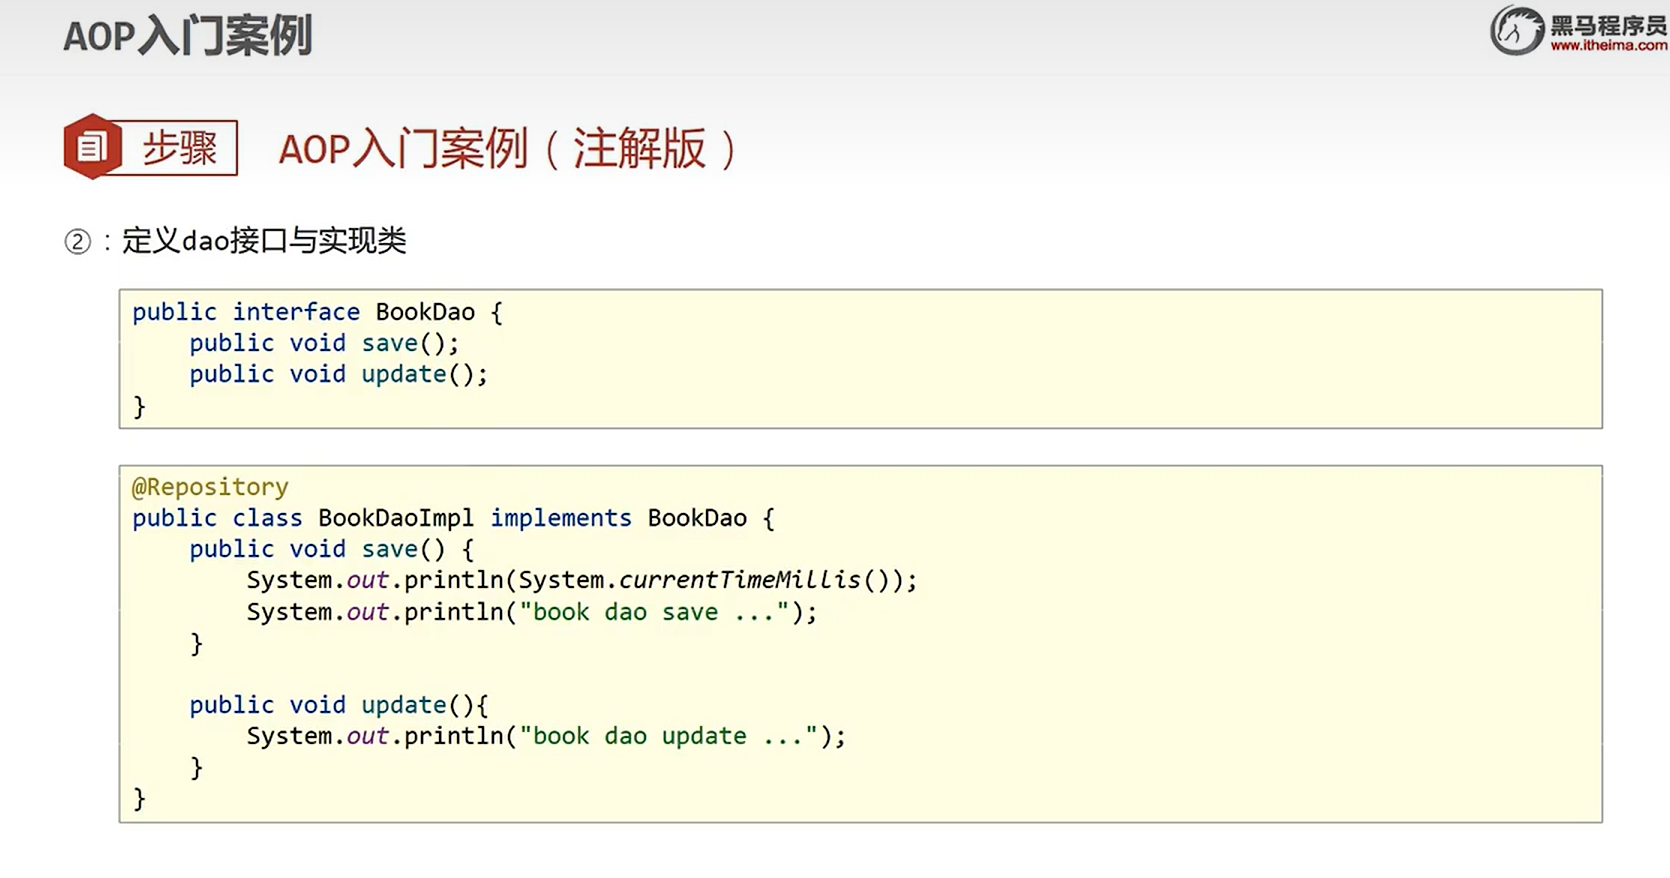 AOP入门案例
黑马程序员
www.itheima.com
步骤
AOP入门案例（注解版）
②：定义dao接口与实现类
public interface BookDao {
    public void save();
    public void update();
}
@Repository
public class BookDaoImpl implements BookDao {
    public void save() {
        System.out.println(System.currentTimeMillis());
        System.out.println("book dao save ...");
    }
    public void update(){
        System.out.println("book dao update ...");
    }
}